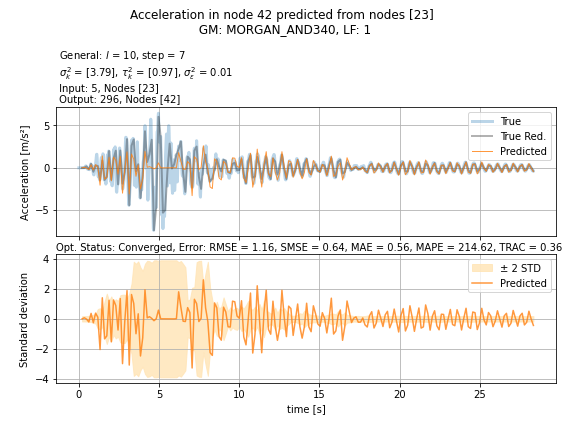 Acceleration in node 42 predicted from nodes [23]
GM: MORGAN_AND340, LF: 1
General: l = 10, step = 7
σ²ₖ = [3.79], τ²ₖ = [0.97], σ²ε = 0.01
Input: 5, Nodes [23]
Output: 296, Nodes [42]
Acceleration [m/s²]
5
0
−5
True
True Red.
Predicted
Opt. Status: Converged, Error: RMSE = 1.16, SMSE = 0.64, MAE = 0.56, MAPE = 214.62, TRAC = 0.36
Standard deviation
4
2
0
−2
−4
± 2 STD
Predicted
0 5 10 15 20 25
time [s]